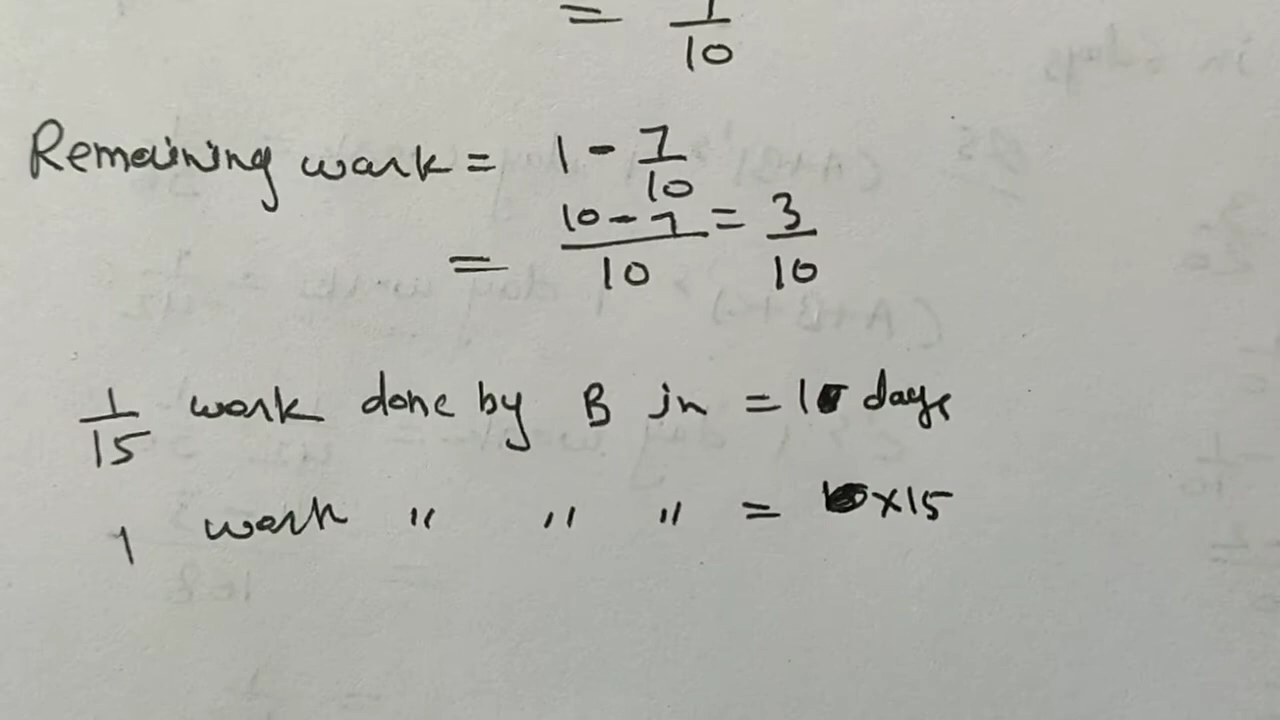 = 1/10
Remaining work = 1 - 7/10
= 10-7/10 = 3/10
1/15 work done by B in = 1 days
1 work " " " = ×15